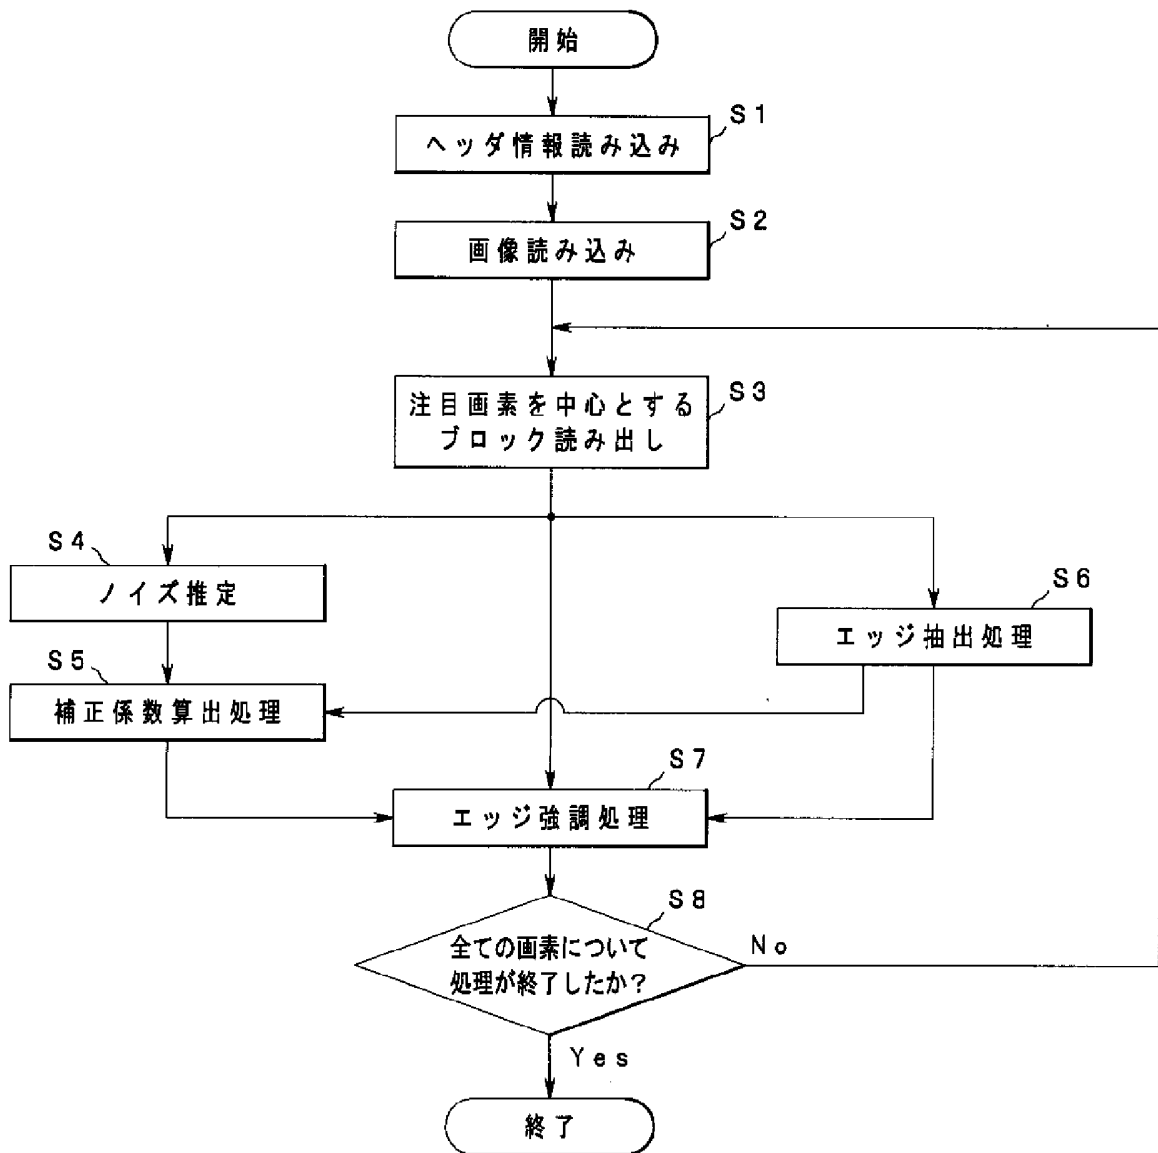 開始
S1
ヘッダ情報読み込み
S2
画像読み込み
S3
注目画素を中心とする
ブロック読み出し
S4
ノイズ推定
S6
エッジ抽出処理
S5
補正係数算出処理
S7
エッジ強調処理
S8
全ての画素について
処理が終了したか？
No
Yes
終了